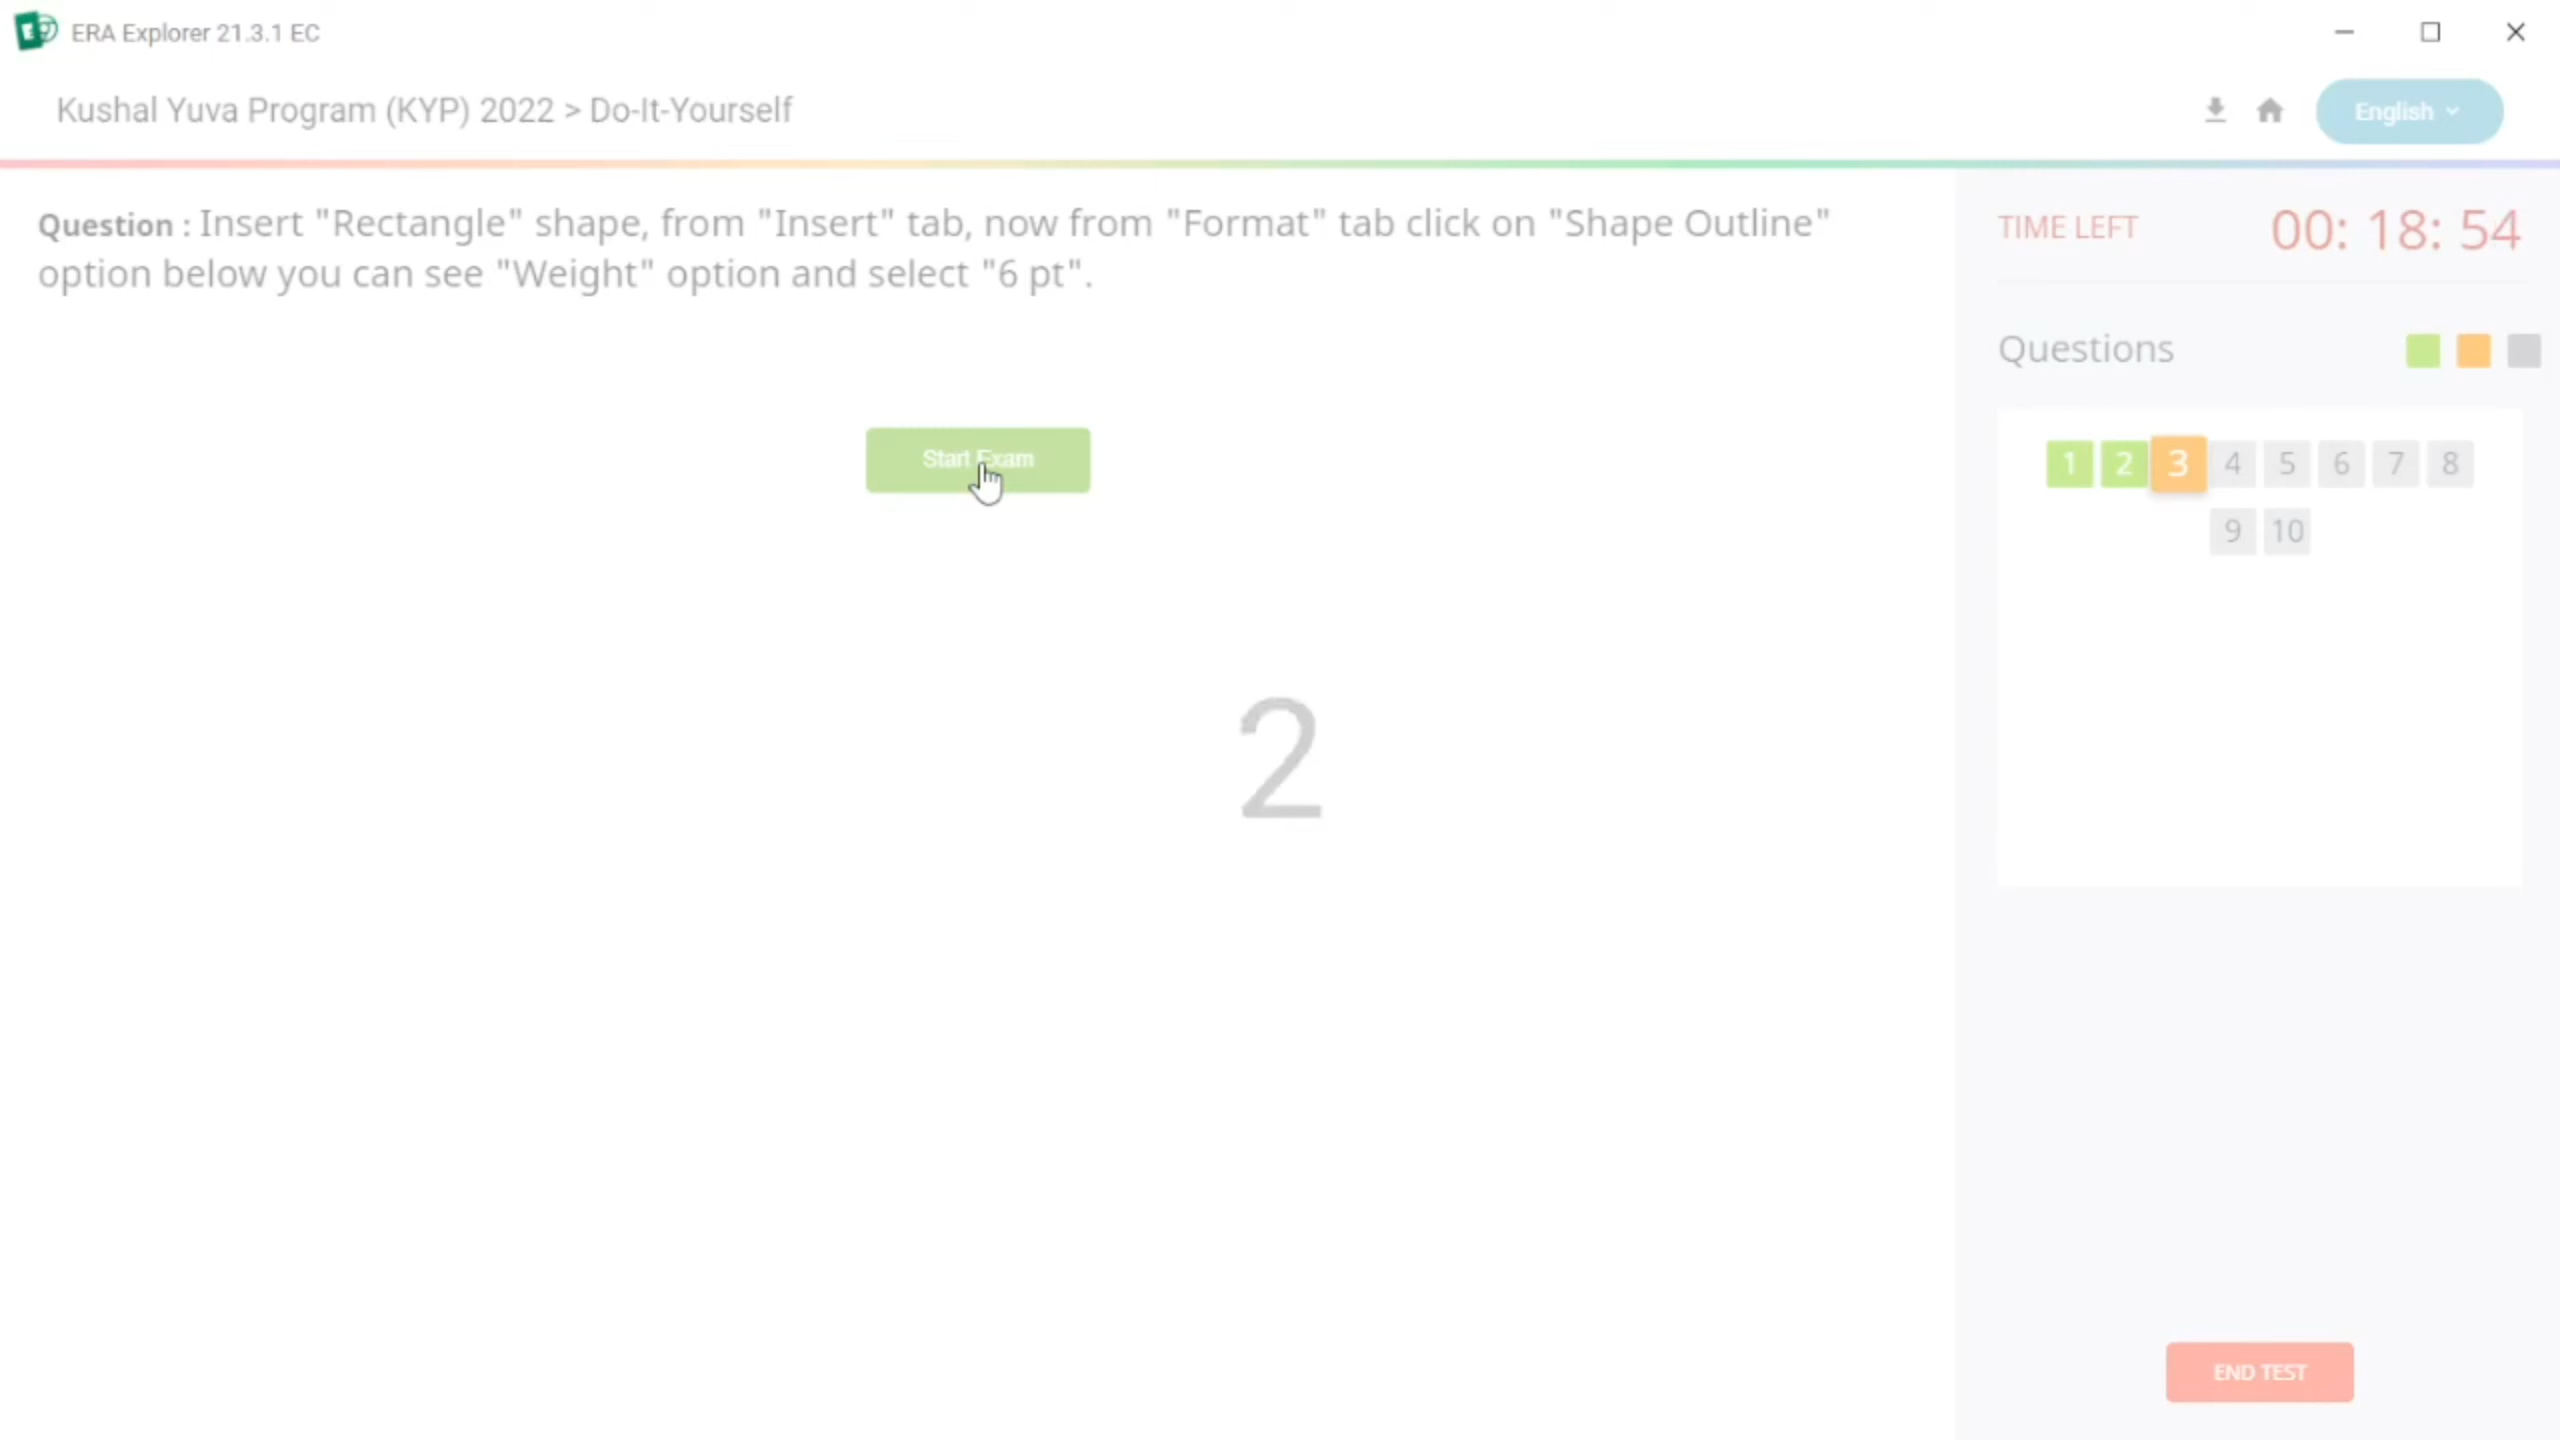 ERA Explorer 21.3.1 EC
Kushal Yuva Program (KYP) 2022 > Do-It-Yourself
English
Question : Insert "Rectangle" shape, from "Insert" tab, now from "Format" tab click on "Shape Outline"
option below you can see "Weight" option and select "6 pt".
TIME LEFT 00: 18: 54
Questions
Start Exam
1 2 3 4 5 6 7 8
9 10
2
END TEST